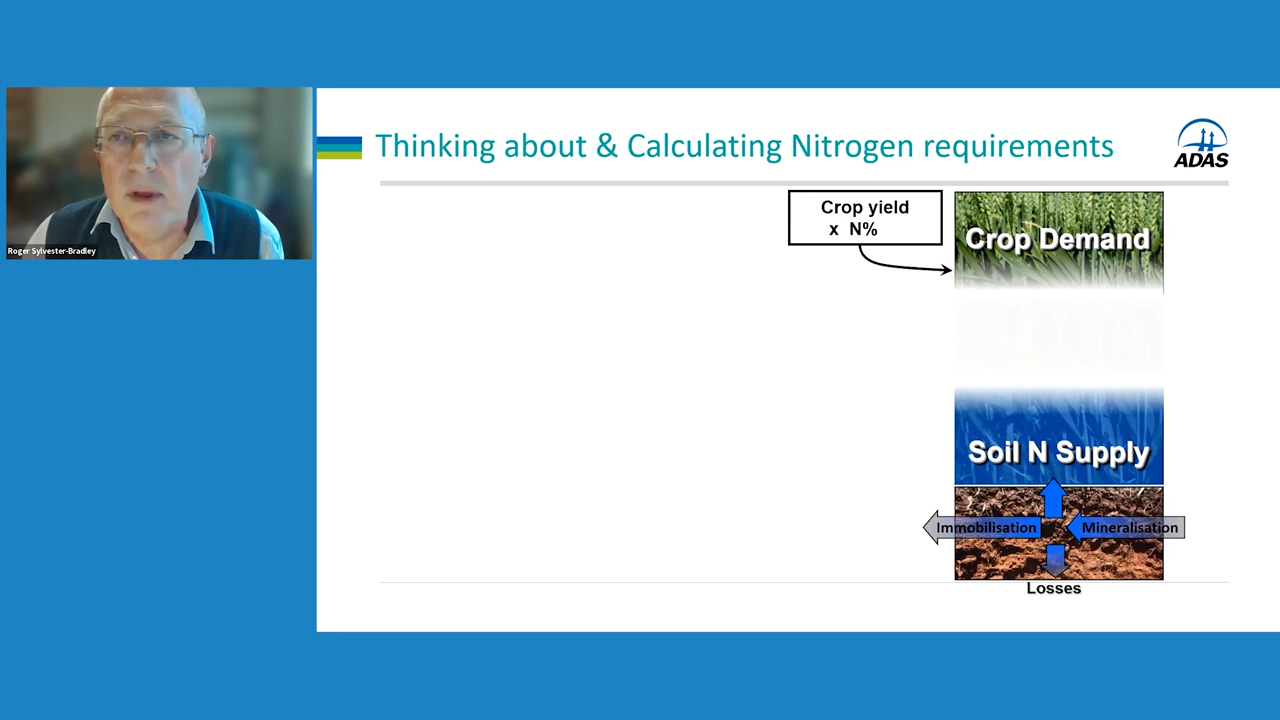 Thinking about & Calculating Nitrogen requirements
ADAS
Crop yield
x N%
Crop Demand
Roger Sylvester-Bradley
Soil N Supply
Immobilisation
Mineralisation
Losses